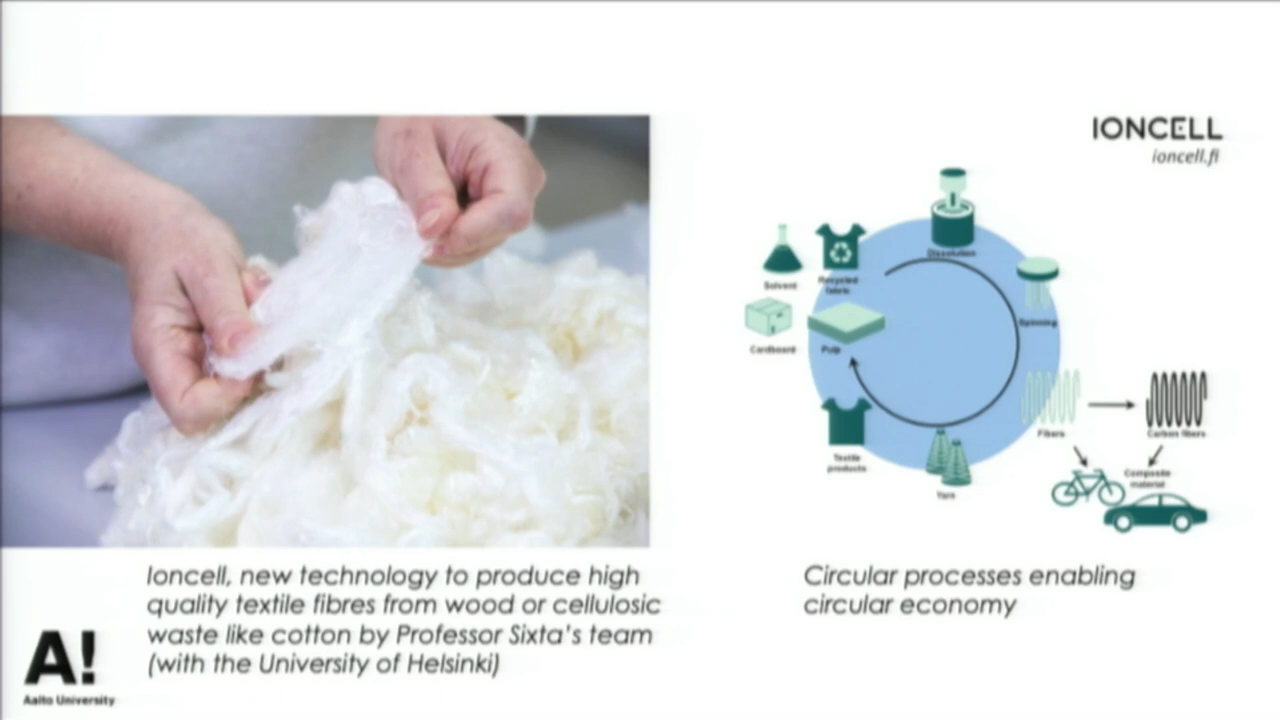 IONCELL
ioncell.fi
Dissolution
Solvent
Recycled
fabric
Spinning
Cardboard
Pulp
Fibers
Carbon fibers
Textile
products
Composite
material
Yarn
Ioncell, new technology to produce high
quality textile fibres from wood or cellulosic
waste like cotton by Professor Sixta's team
(with the University of Helsinki)
Circular processes enabling
circular economy
A!
Aalto University